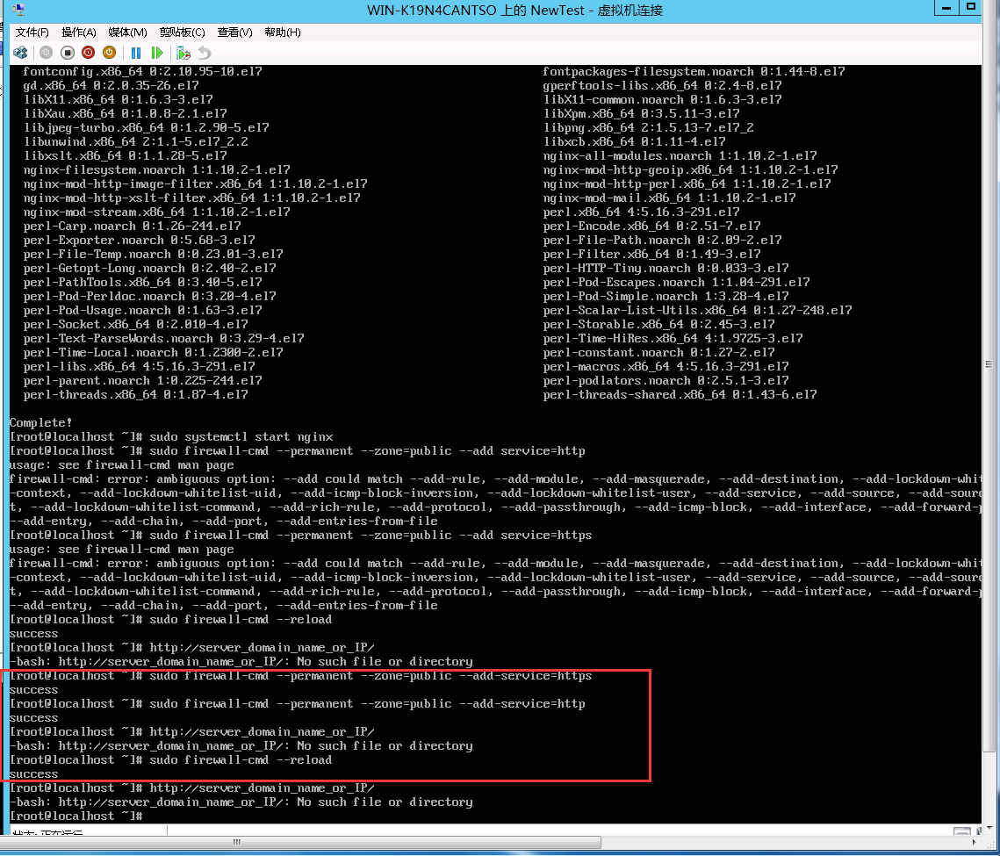 WIN-K19N4CANTSO 上的 NewTest - 虚拟机连接
文件(F) 操作(A) 媒体(M) 剪贴板(C) 查看(V) 帮助(H)
fontconfig.x86_64 0:2.10.95-10.el7 fontpackages-filesystem.noarch 0:1.44-8.el7
gd.x86_64 0:2.0.35-26.el7 gperftools-libs.x86_64 0:2.4-8.el7
libX11.x86_64 0:1.6.3-3.el7 libX11-common.noarch 0:1.6.3-3.el7
libXau.x86_64 0:1.0.8-2.1.el7 libXpm.x86_64 0:3.5.11-3.el7
libjpeg-turbo.x86_64 0:1.2.90-5.el7 libpng.x86_64 2:1.5.13-7.el7_2
libunwind.x86_64 2:1.1-5.el7_2.2 libxcb.x86_64 0:1.11-4.el7
libxslt.x86_64 0:1.1.28-5.el7 nginx-all-modules.noarch 1:1.10.2-1.el7
nginx-filesystem.noarch 1:1.10.2-1.el7 nginx-mod-http-geoip.x86_64 1:1.10.2-1.el7
nginx-mod-http-image-filter.x86_64 1:1.10.2-1.el7 nginx-mod-http-perl.x86_64 1:1.10.2-1.el7
nginx-mod-http-xslt-filter.x86_64 1:1.10.2-1.el7 nginx-mod-mail.x86_64 1:1.10.2-1.el7
nginx-mod-stream.x86_64 1:1.10.2-1.el7 perl.x86_64 4:5.16.3-291.el7
perl-Carp.noarch 0:1.26-244.el7 perl-Encode.x86_64 0:2.51-7.el7
perl-Exporter.noarch 0:5.68-3.el7 perl-File-Path.noarch 0:2.09-2.el7
perl-File-Temp.noarch 0:0.23.01-3.el7 perl-Filter.x86_64 0:1.49-3.el7
perl-Getopt-Long.noarch 0:2.40-2.el7 perl-HTTP-Tiny.noarch 0:0.033-3.el7
perl-PathTools.x86_64 0:3.40-5.el7 perl-Pod-Escapes.noarch 1:1.04-291.el7
perl-Pod-Perldoc.noarch 0:3.20-4.el7 perl-Pod-Simple.noarch 1:3.28-4.el7
perl-Pod-Usage.noarch 0:1.63-3.el7 perl-Scalar-List-Utils.x86_64 0:1.27-248.el7
perl-Socket.x86_64 0:2.010-4.el7 perl-Storable.x86_64 0:2.45-3.el7
perl-Text-ParseWords.noarch 0:3.29-4.el7 perl-Time-HiRes.x86_64 4:1.9725-3.el7
perl-Time-Local.noarch 0:1.2300-2.el7 perl-constant.noarch 0:1.27-2.el7
perl-libs.x86_64 4:5.16.3-291.el7 perl-macros.x86_64 4:5.16.3-291.el7
perl-parent.noarch 1:0.225-244.el7 perl-podlators.noarch 0:2.5.1-3.el7
perl-threads.x86_64 0:1.87-4.el7 perl-threads-shared.x86_64 0:1.43-6.el7
Complete!
[root@localhost ~]# sudo systemctl start nginx
[root@localhost ~]# sudo firewall-cmd --permanent --zone=public --add service=http
usage: see firewall-cmd man page
firewall-cmd: error: ambiguous option: --add could match --add-rule, --add-module, --add-masquerade, --add-destination, --add-lockdown-whit
-context, --add-lockdown-whitelist-uid, --add-icmp-block-inversion, --add-lockdown-whitelist-user, --add-service, --add-source, --add-sourc
t, --add-lockdown-whitelist-command, --add-rich-rule, --add-protocol, --add-passthrough, --add-icmp-block, --add-interface, --add-forward-p
--add-entry, --add-chain, --add-port, --add-entries-from-file
[root@localhost ~]# sudo firewall-cmd --permanent --zone=public --add service=https
usage: see firewall-cmd man page
firewall-cmd: error: ambiguous option: --add could match --add-rule, --add-module, --add-masquerade, --add-destination, --add-lockdown-whit
-context, --add-lockdown-whitelist-uid, --add-icmp-block-inversion, --add-lockdown-whitelist-user, --add-service, --add-source, --add-sourc
t, --add-lockdown-whitelist-command, --add-rich-rule, --add-protocol, --add-passthrough, --add-icmp-block, --add-interface, --add-forward-p
--add-entry, --add-chain, --add-port, --add-entries-from-file
[root@localhost ~]# sudo firewall-cmd --reload
success
[root@localhost ~]# http://server_domain_name_or_IP/
-bash: http://server_domain_name_or_IP/: No such file or directory
[root@localhost ~]# sudo firewall-cmd --permanent --zone=public --add-service=https
success
[root@localhost ~]# sudo firewall-cmd --permanent --zone=public --add-service=http
success
[root@localhost ~]# http://server_domain_name_or_IP/
-bash: http://server_domain_name_or_IP/: No such file or directory
[root@localhost ~]# sudo firewall-cmd --reload
success
[root@localhost ~]# http://server_domain_name_or_IP/
-bash: http://server_domain_name_or_IP/: No such file or directory
[root@localhost ~]#
状态: 正在运行